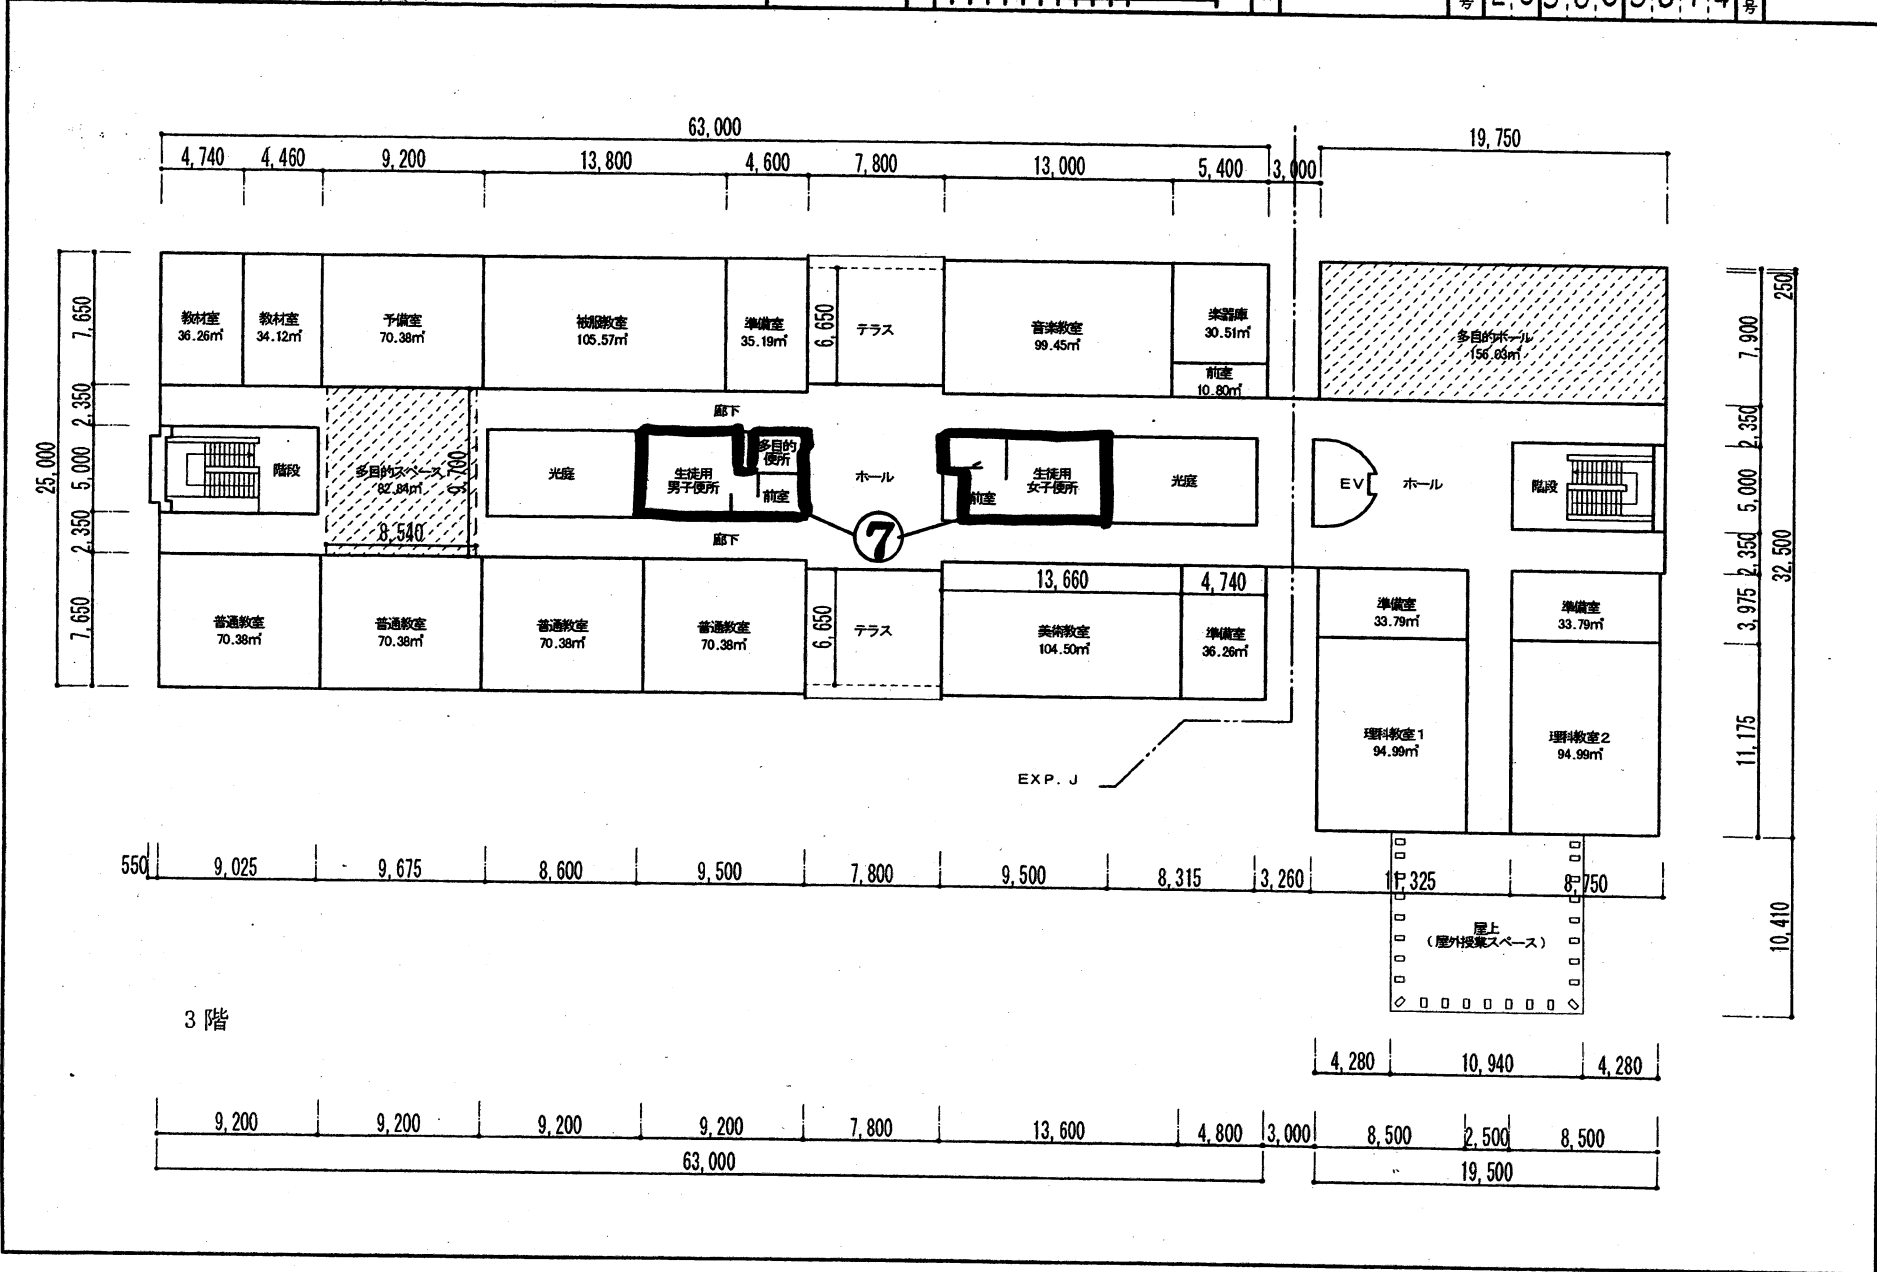 号
号
63,000
19,750
4,740
4,460
9,200
13,800
4,600
7,800
13,000
5,400
3,000
教材室
36.26㎡
教材室
34.12㎡
予備室
70.38㎡
被服教室
105.57㎡
準備室
35.19㎡
6,650
テラス
音楽教室
99.45㎡
楽器庫
30.51㎡
前室
10.80㎡
多目的ホール
156.03㎡
7,650
2,350
5,000
2,350
7,650
25,000
250
7,900
2,350
5,000
2,350
3,975
11,175
32,500
10,410
廊下
階段
多目的スペース
82.84㎡
9,700
8,540
光庭
生徒用
男子便所
多目的
便所
前室
ホール
前室
生徒用
女子便所
光庭
EV
ホール
階段
⑦
廊下
普通教室
70.38㎡
普通教室
70.38㎡
普通教室
70.38㎡
普通教室
70.38㎡
6,650
テラス
13,660
4,740
美術教室
104.50㎡
準備室
36.26㎡
準備室
33.79㎡
準備室
33.79㎡
理科教室1
94.99㎡
理科教室2
94.99㎡
EXP. J
550
9,025
9,675
8,600
9,500
7,800
9,500
8,315
3,260
11,325
8,750
屋上
（屋外授業スペース）
3階
4,280
10,940
4,280
9,200
9,200
9,200
9,200
7,800
13,600
4,800
3,000
8,500
2,500
8,500
63,000
19,500